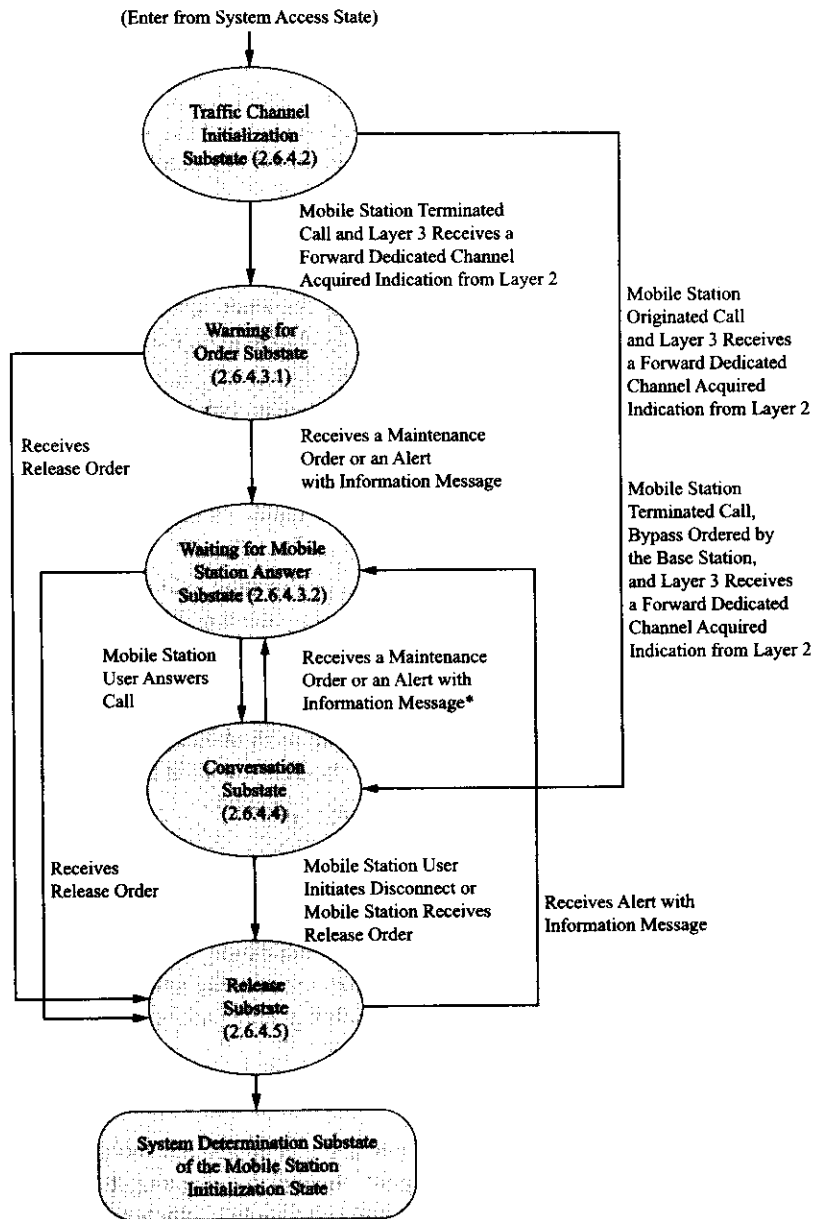 (Enter from System Access State)
Traffic Channel
Initialization
Substate (2.6.4.2)
Mobile Station Terminated
Call and Layer 3 Receives a
Forward Dedicated Channel
Acquired Indication from Layer 2
Mobile Station
Originated Call
and Layer 3 Receives
a Forward Dedicated
Channel Acquired
Indication from Layer 2
Warning for
Order Substate
(2.6.4.3.1)
Receives
Release Order
Receives a Maintenance
Order or an Alert
with Information Message
Mobile Station
Terminated Call,
Bypass Ordered by
the Base Station,
and Layer 3 Receives
a Forward Dedicated
Channel Acquired
Indication from Layer 2
Waiting for Mobile
Station Answer
Substate (2.6.4.3.2)
Mobile Station
User Answers
Call
Receives a Maintenance
Order or an Alert with
Information Message*
Conversation
Substate
(2.6.4.4)
Receives
Release Order
Mobile Station User
Initiates Disconnect or
Mobile Station Receives
Release Order
Receives Alert with
Information Message
Release
Substate
(2.6.4.5)
System Determination Substate
of the Mobile Station
Initialization State